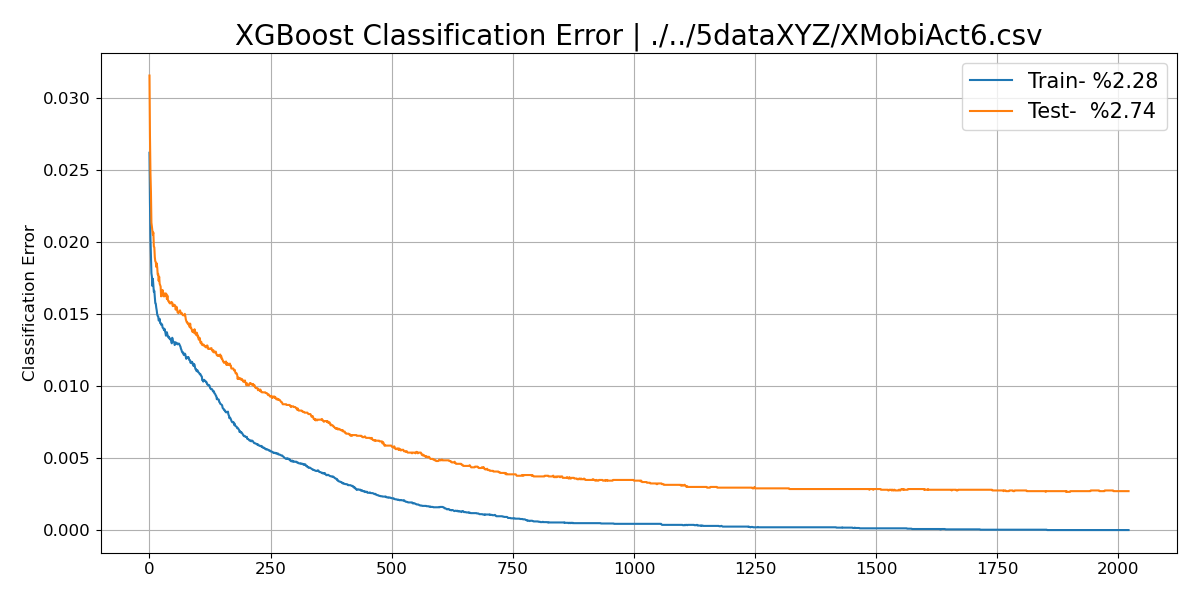 XGBoost Classification Error | ./../5dataXYZ/XMobiAct6.csv
Train- %2.28
Test-  %2.74
Classification Error
0.030
0.025
0.020
0.015
0.010
0.005
0.000
0 250 500 750 1000 1250 1500 1750 2000